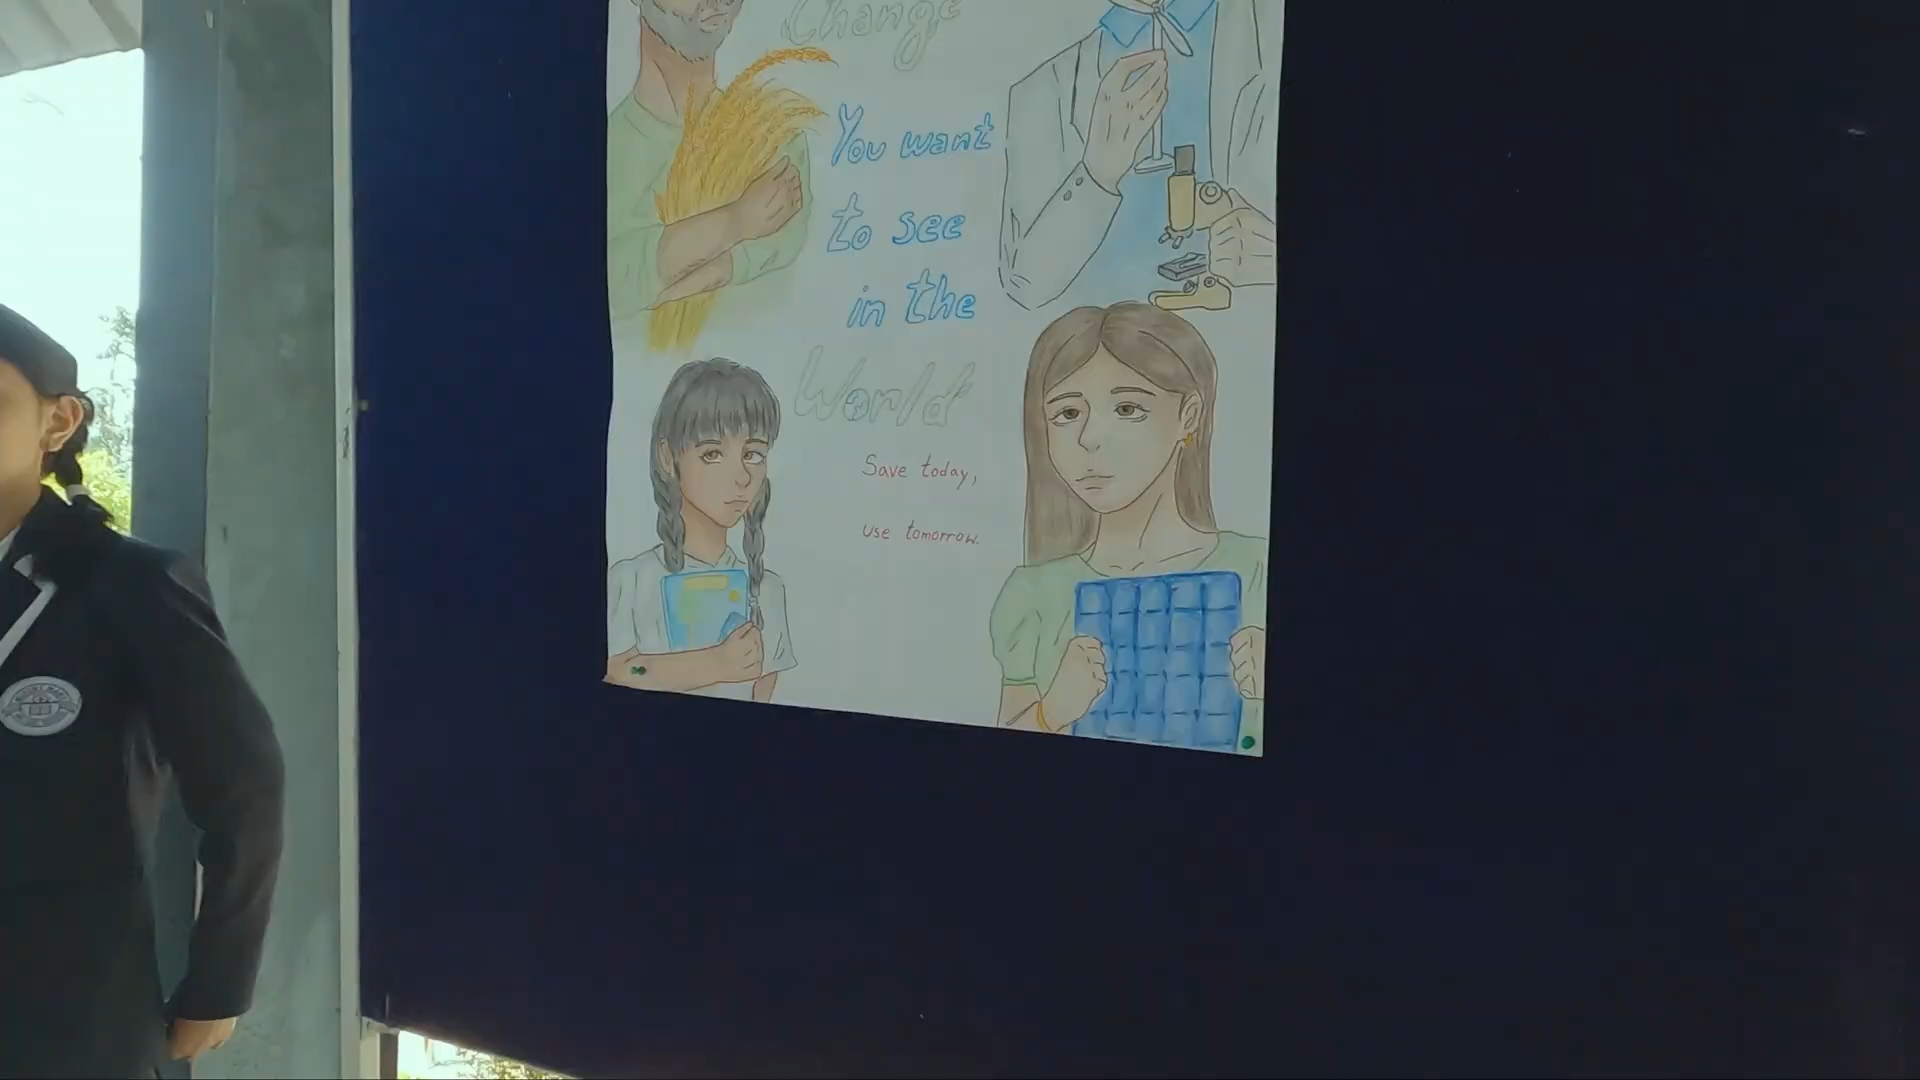 Change
You want
to see
in the
World
Save today,
use tomorrow.